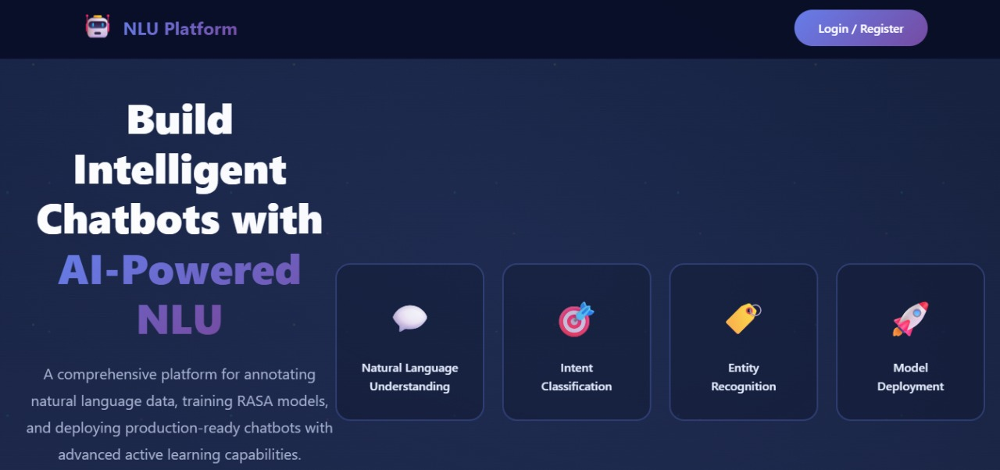 NLU Platform
Login / Register
Build
Intelligent
Chatbots with
AI-Powered
NLU
A comprehensive platform for annotating
natural language data, training RASA models,
and deploying production-ready chatbots with
advanced active learning capabilities.
Natural Language
Understanding
Intent
Classification
Entity
Recognition
Model
Deployment